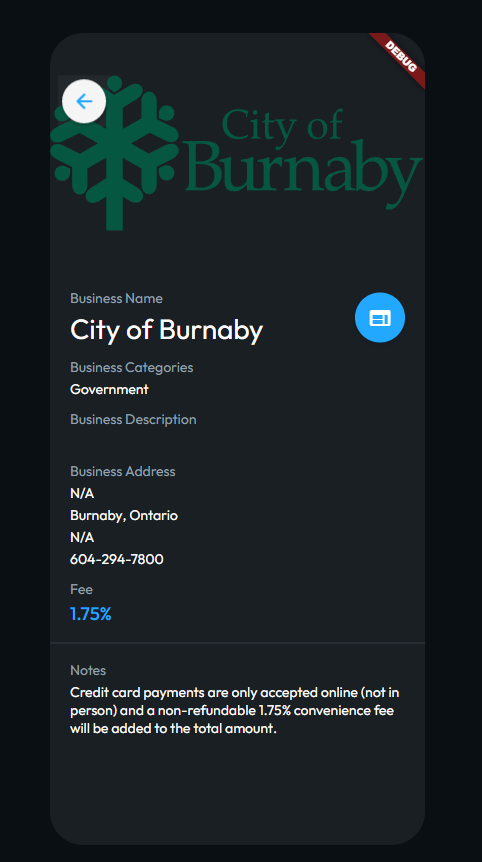 DEBUG
City of
Burnaby
Business Name
City of Burnaby
Business Categories
Government
Business Description
Business Address
N/A
Burnaby, Ontario
N/A
604-294-7800
Fee
1.75%
Notes
Credit card payments are only accepted online (not in
person) and a non-refundable 1.75% convenience fee
will be added to the total amount.